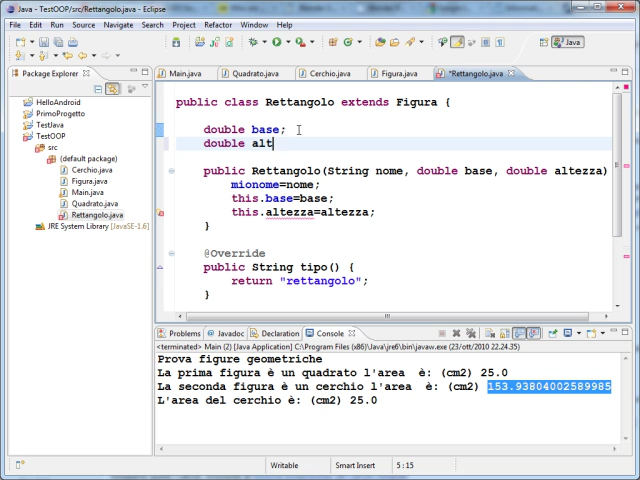 Java - TestOOP/src/Rettangolo.java - Eclipse
File Edit Source Refactor Navigate Search Project Run Window Help
Java
Package Explorer
HelloAndroid
PrimoProgetto
TestJava
TestOOP
src
(default package)
Cerchio.java
Figura.java
Main.java
Quadrato.java
Rettangolo.java
JRE System Library [JavaSE-1.6]
Main.java Quadrato.java Cerchio.java Figura.java *Rettangolo.java
public class Rettangolo extends Figura {
double base;
double alt
public Rettangolo(String nome, double base, double altezza)
mionome=nome;
this.base=base;
this.altezza=altezza;
}
@Override
public String tipo() {
return "rettangolo";
}
Problems Javadoc Declaration Console
<terminated> Main (2) [Java Application] C:\Program Files (x86)\Java\jre6\bin\javaw.exe (23/ott/2010 22.24.35)
Prova figure geometriche
La prima figura è un quadrato l'area è: (cm2) 25.0
La seconda figura è un cerchio l'area è: (cm2) 153.93804002589985
L'area del cerchio è: (cm2) 25.0
Writable Smart Insert 5:15